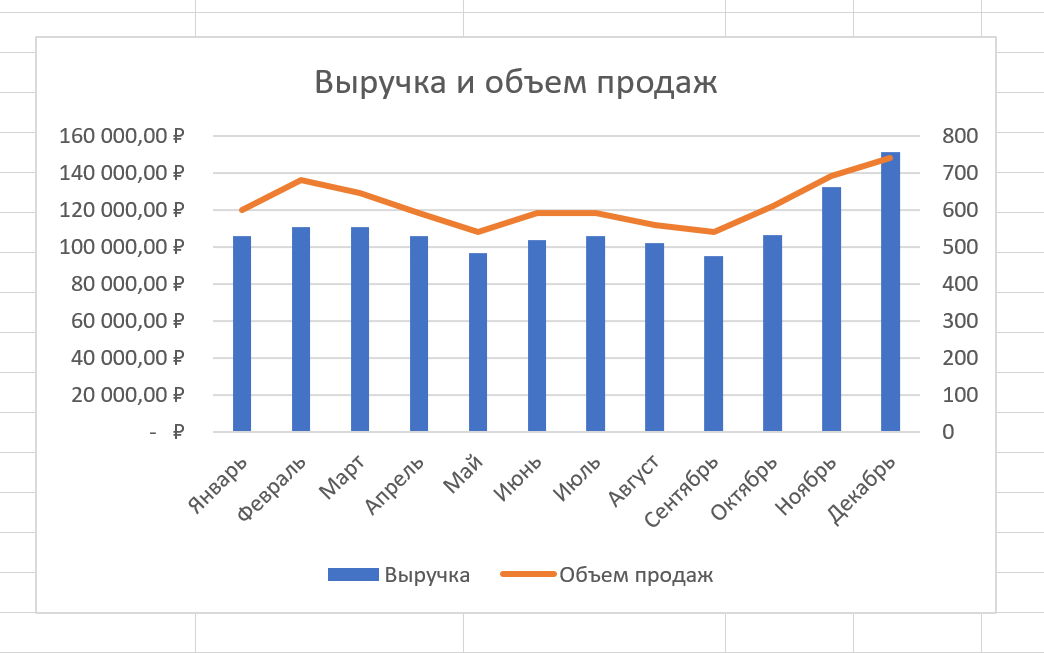 Выручка и объем продаж
160 000,00 ₽
140 000,00 ₽
120 000,00 ₽
100 000,00 ₽
80 000,00 ₽
60 000,00 ₽
40 000,00 ₽
20 000,00 ₽
- ₽
800
700
600
500
400
300
200
100
0
Январь
Февраль
Март
Апрель
Май
Июнь
Июль
Август
Сентябрь
Октябрь
Ноябрь
Декабрь
Выручка
Объем продаж